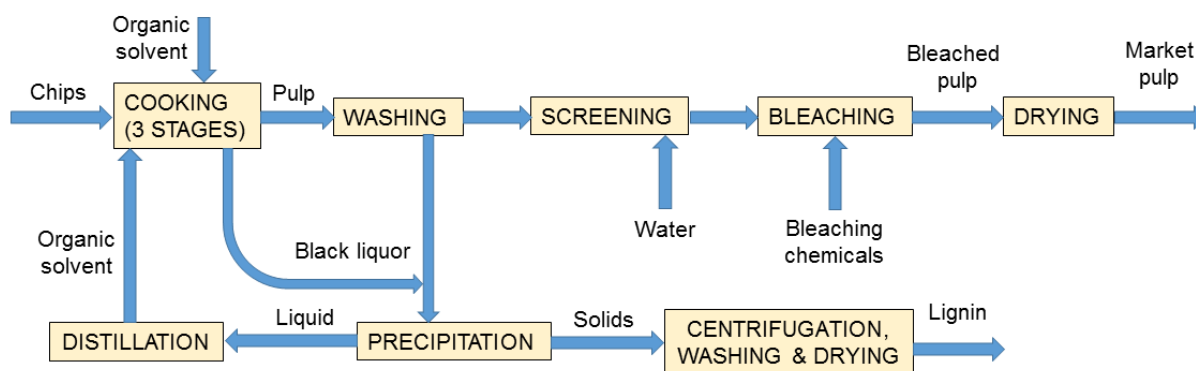 Organic
solvent
Chips
COOKING
(3 STAGES)
Pulp
WASHING
SCREENING
BLEACHING
Bleached
pulp
DRYING
Market
pulp
Water
Bleaching
chemicals
Organic
solvent
Black liquor
DISTILLATION
Liquid
PRECIPITATION
Solids
CENTRIFUGATION,
WASHING & DRYING
Lignin